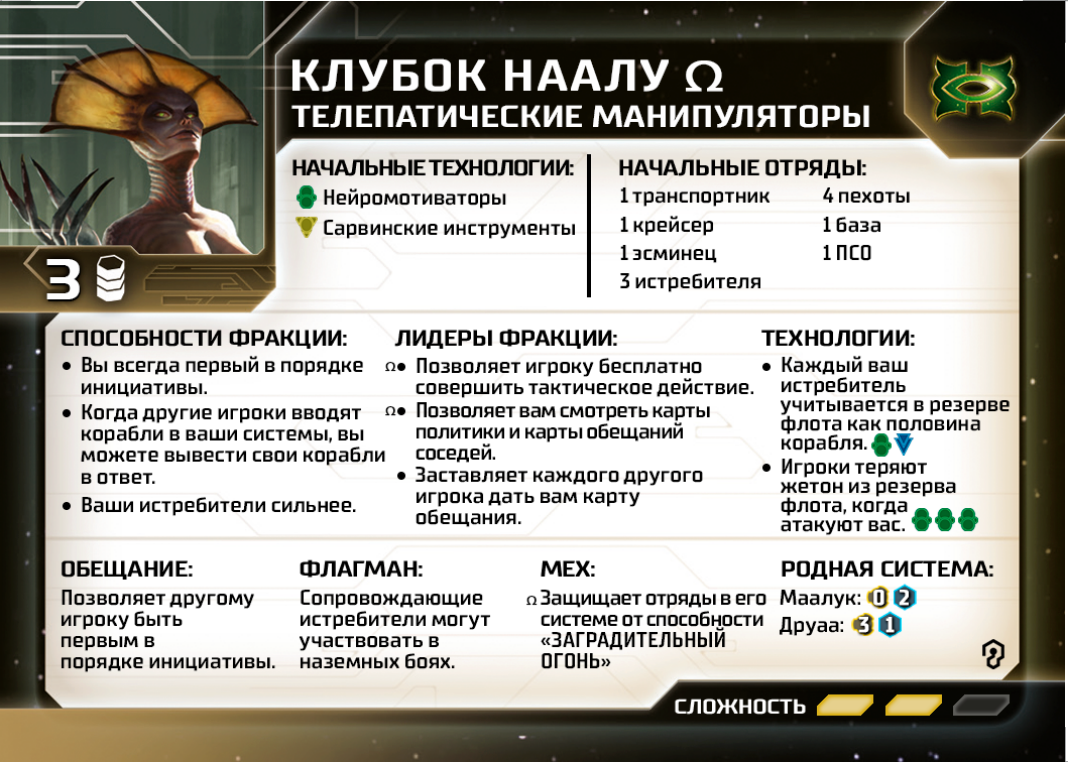 КЛУБОК НААЛУ Ω
ТЕЛЕПАТИЧЕСКИЕ МАНИПУЛЯТОРЫ
3
НАЧАЛЬНЫЕ ТЕХНОЛОГИИ:
Нейромотиваторы
Сарвинские инструменты
НАЧАЛЬНЫЕ ОТРЯДЫ:
1 транспортник
1 крейсер
1 эсминец
3 истребителя
4 пехоты
1 база
1 ПСО
СПОСОБНОСТИ ФРАКЦИИ:
• Вы всегда первый в порядке
инициативы.
• Когда другие игроки вводят
корабли в ваши системы, вы
можете вывести свои корабли
в ответ.
• Ваши истребители сильнее.
ЛИДЕРЫ ФРАКЦИИ:
Ω• Позволяет игроку бесплатно
совершить тактическое действие.
Ω• Позволяет вам смотреть карты
политики и карты обещаний
соседей.
• Заставляет каждого другого
игрока дать вам карту
обещания.
ТЕХНОЛОГИИ:
• Каждый ваш
истребитель
учитывается в резерве
флота как половина
корабля.
• Игроки теряют
жетон из резерва
флота, когда
атакуют вас.
ОБЕЩАНИЕ:
Позволяет другому
игроку быть
первым в
порядке инициативы.
ФЛАГМАН:
Сопровождающие
истребители могут
участвовать в
наземных боях.
МЕХ:
Ω Защищает отряды в его
системе от способности
«ЗАГРАДИТЕЛЬНЫЙ
ОГОНЬ»
РОДНАЯ СИСТЕМА:
Маалук: 0 2
Друаа: 3 1
СЛОЖНОСТЬ